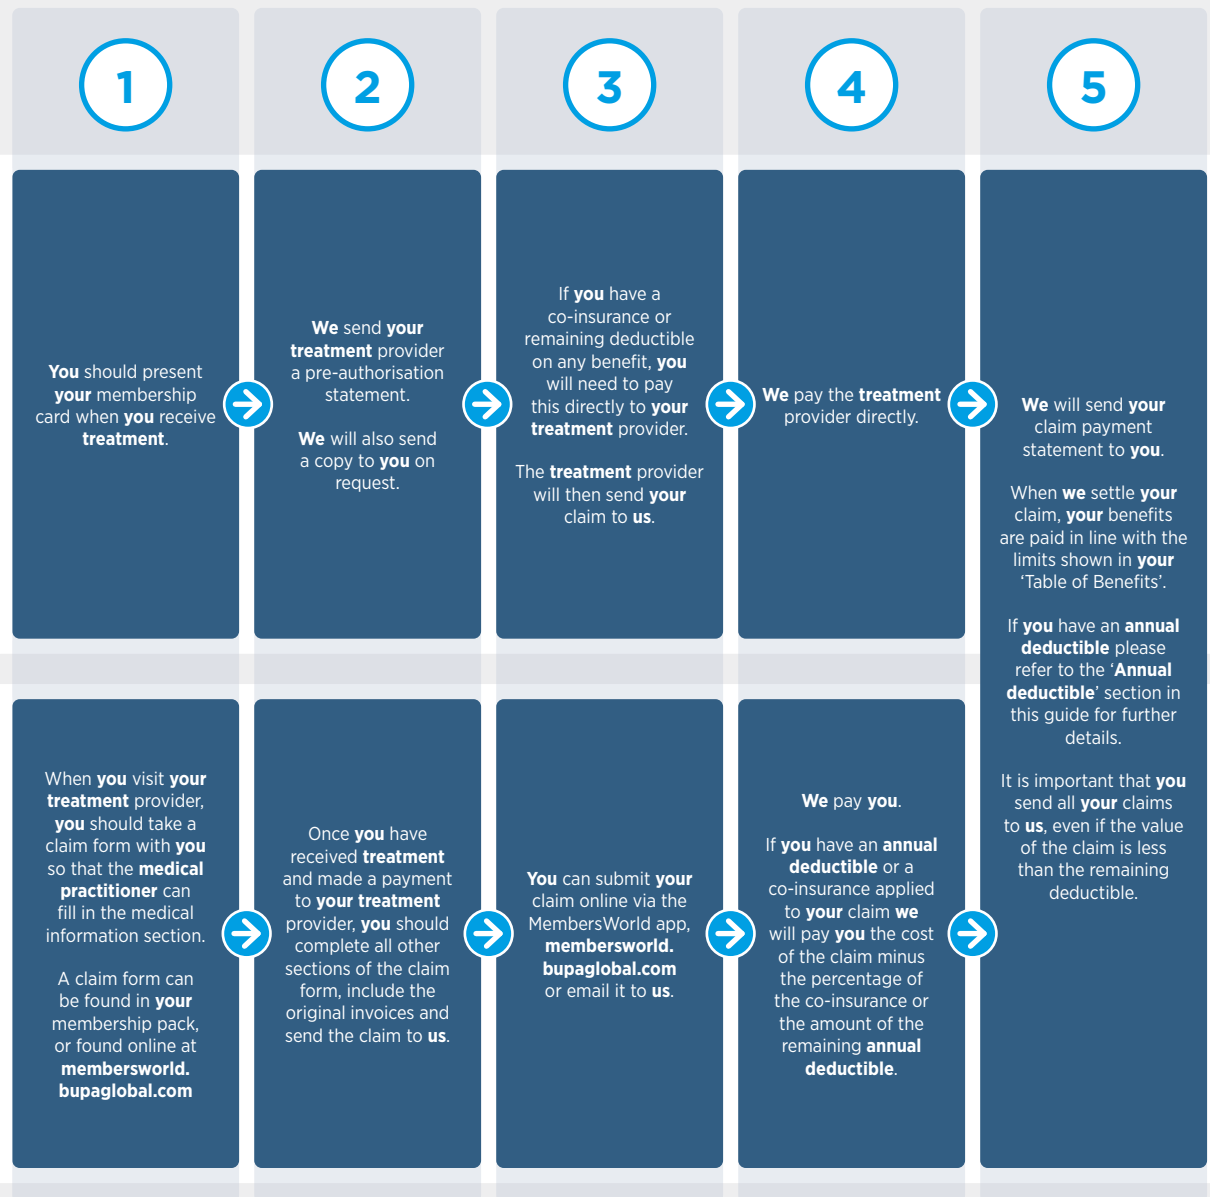 1
2
3
4
5
You should present
your membership
card when you receive
treatment.
We send your
treatment provider
a pre-authorisation
statement.
We will also send
a copy to you on
request.
If you have a
co-insurance or
remaining deductible
on any benefit, you
will need to pay
this directly to your
treatment provider.
The treatment provider
will then send your
claim to us.
We pay the treatment
provider directly.
We will send your
claim payment
statement to you.
When we settle your
claim, your benefits
are paid in line with the
limits shown in your
‘Table of Benefits’.
If you have an annual
deductible please
refer to the ‘Annual
deductible’ section in
this guide for further
details.
It is important that you
send all your claims
to us, even if the value
of the claim is less
than the remaining
deductible.
When you visit your
treatment provider,
you should take a
claim form with you
so that the medical
practitioner can
fill in the medical
information section.
A claim form can
be found in your
membership pack,
or found online at
membersworld.
bupaglobal.com
Once you have
received treatment
and made a payment
to your treatment
provider, you should
complete all other
sections of the claim
form, include the
original invoices and
send the claim to us.
You can submit your
claim online via the
MembersWorld app,
membersworld.
bupaglobal.com
or email it to us.
We pay you.
If you have an annual
deductible or a
co-insurance applied
to your claim we
will pay you the cost
of the claim minus
the percentage of
the co-insurance or
the amount of the
remaining annual
deductible.